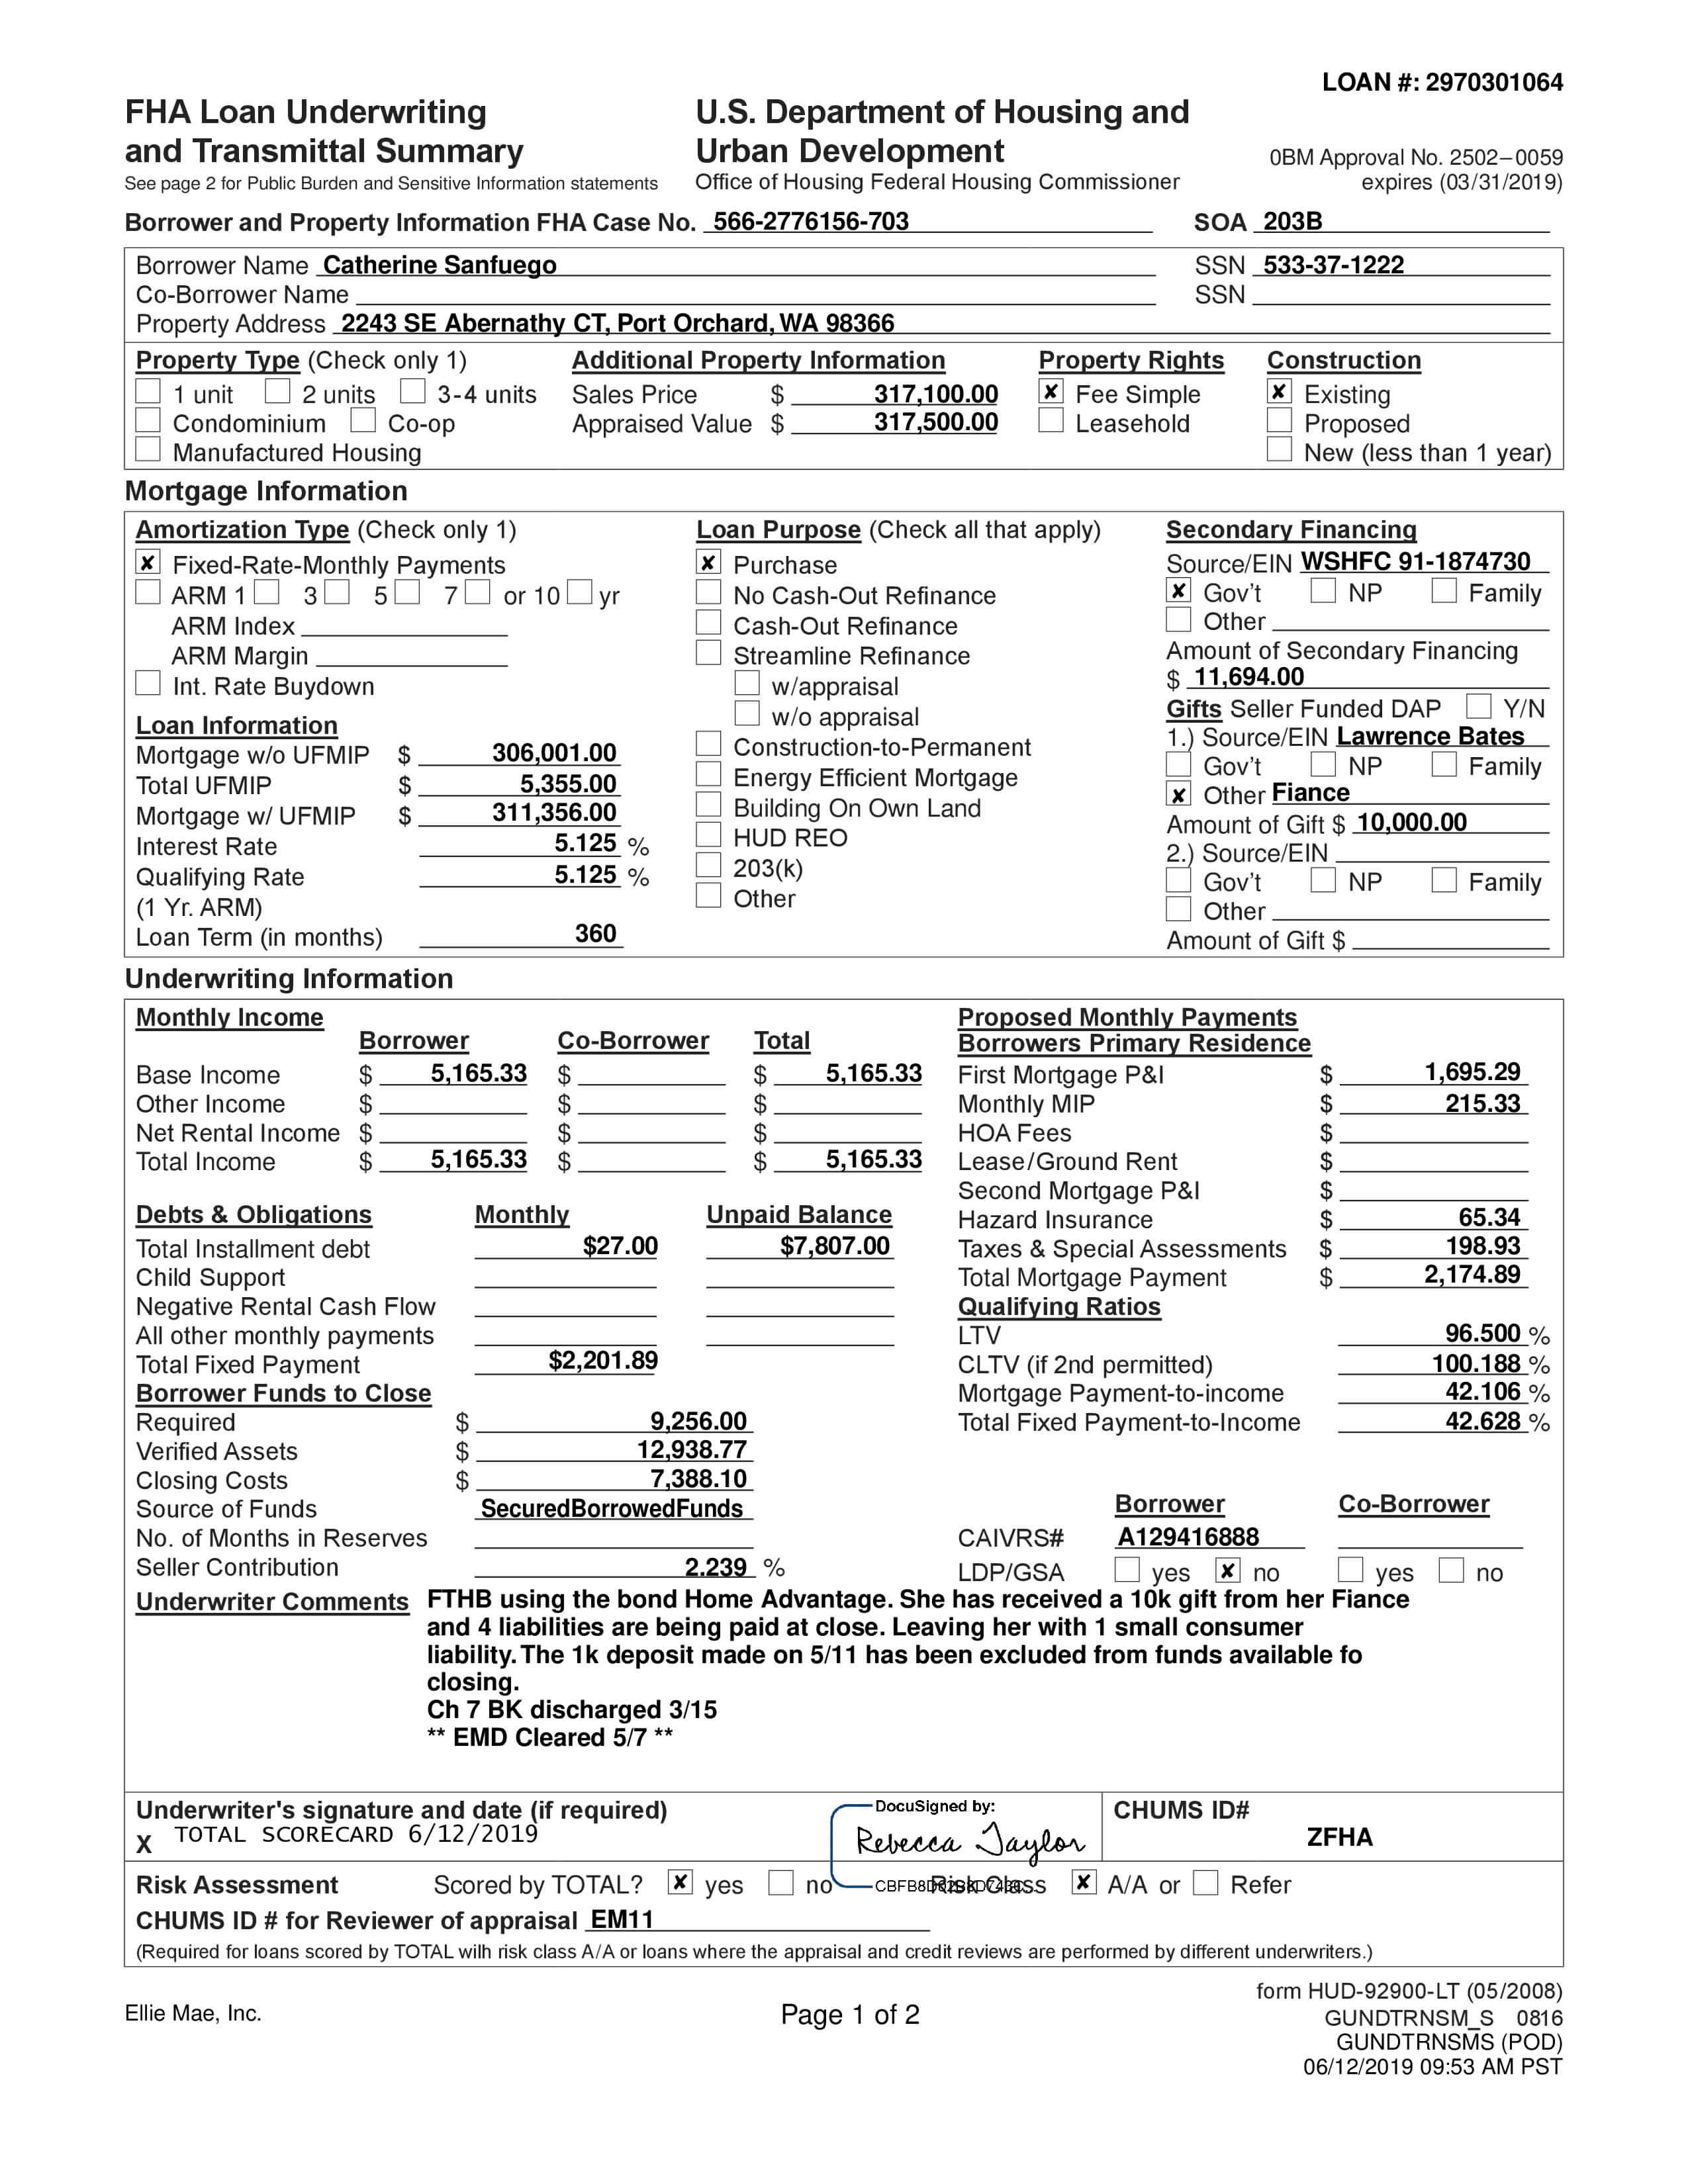 LOAN #: 2970301064
FHA Loan Underwriting
and Transmittal Summary
See page 2 for Public Burden and Sensitive Information statements
U.S. Department of Housing and
Urban Development
Office of Housing Federal Housing Commissioner
0BM Approval No. 2502–0059
expires (03/31/2019)
Borrower and Property Information FHA Case No. 566-2776156-703 SOA 203B
Borrower Name Catherine Sanfuego SSN 533-37-1222
Co-Borrower Name SSN
Property Address 2243 SE Abernathy CT, Port Orchard, WA 98366
Property Type (Check only 1)
1 unit 2 units 3-4 units
Condominium Co-op
Manufactured Housing
Additional Property Information
Sales Price $ 317,100.00
Appraised Value $ 317,500.00
Property Rights
✘ Fee Simple
Leasehold
Construction
✘ Existing
Proposed
New (less than 1 year)
Mortgage Information
Amortization Type (Check only 1)
✘ Fixed-Rate-Monthly Payments
ARM 1 3 5 7 or 10 yr
ARM Index
ARM Margin
Int. Rate Buydown
Loan Information
Mortgage w/o UFMIP $ 306,001.00
Total UFMIP $ 5,355.00
Mortgage w/ UFMIP $ 311,356.00
Interest Rate 5.125 %
Qualifying Rate 5.125 %
(1 Yr. ARM)
Loan Term (in months) 360
Loan Purpose (Check all that apply)
✘ Purchase
No Cash-Out Refinance
Cash-Out Refinance
Streamline Refinance
w/appraisal
w/o appraisal
Construction-to-Permanent
Energy Efficient Mortgage
Building On Own Land
HUD REO
203(k)
Other
Secondary Financing
Source/EIN WSHFC 91-1874730
✘ Gov't NP Family
Other
Amount of Secondary Financing
$ 11,694.00
Gifts Seller Funded DAP Y/N
1.) Source/EIN Lawrence Bates
Gov't NP Family
✘ Other Fiance
Amount of Gift $ 10,000.00
2.) Source/EIN
Gov't NP Family
Other
Amount of Gift $
Underwriting Information
Monthly Income
Borrower Co-Borrower Total
Base Income $ 5,165.33 $ $ 5,165.33
Other Income $ $ $
Net Rental Income $ $ $
Total Income $ 5,165.33 $ $ 5,165.33
Debts & Obligations Monthly Unpaid Balance
Total Installment debt $27.00 $7,807.00
Child Support
Negative Rental Cash Flow
All other monthly payments
Total Fixed Payment $2,201.89
Borrower Funds to Close
Required $ 9,256.00
Verified Assets $ 12,938.77
Closing Costs $ 7,388.10
Source of Funds SecuredBorrowedFunds
No. of Months in Reserves
Seller Contribution 2.239 %
Proposed Monthly Payments
Borrowers Primary Residence
First Mortgage P&I $ 1,695.29
Monthly MIP $ 215.33
HOA Fees $
Lease/Ground Rent $
Second Mortgage P&I $
Hazard Insurance $ 65.34
Taxes & Special Assessments $ 198.93
Total Mortgage Payment $ 2,174.89
Qualifying Ratios
LTV 96.500 %
CLTV (if 2nd permitted) 100.188 %
Mortgage Payment-to-income 42.106 %
Total Fixed Payment-to-Income 42.628 %
Borrower Co-Borrower
CAIVRS# A129416888
LDP/GSA yes ✘ no yes no
Underwriter Comments FTHB using the bond Home Advantage. She has received a 10k gift from her Fiance
and 4 liabilities are being paid at close. Leaving her with 1 small consumer
liability. The 1k deposit made on 5/11 has been excluded from funds available fo
closing.
Ch 7 BK discharged 3/15
** EMD Cleared 5/7 **
Underwriter's signature and date (if required)
X TOTAL SCORECARD 6/12/2019
DocuSigned by:
Rebecca Taylor
CHUMS ID#
ZFHA
Risk Assessment Scored by TOTAL? ✘ yes no Risk Class ✘ A/A or Refer
CHUMS ID # for Reviewer of appraisal EM11
(Required for loans scored by TOTAL wilh risk class A/A or loans where the appraisal and credit reviews are performed by different underwriters.)
form HUD-92900-LT (05/2008)
Ellie Mae, Inc. Page 1 of 2 GUNDTRNSM_S 0816
GUNDTRNSMS (POD)
06/12/2019 09:53 AM PST